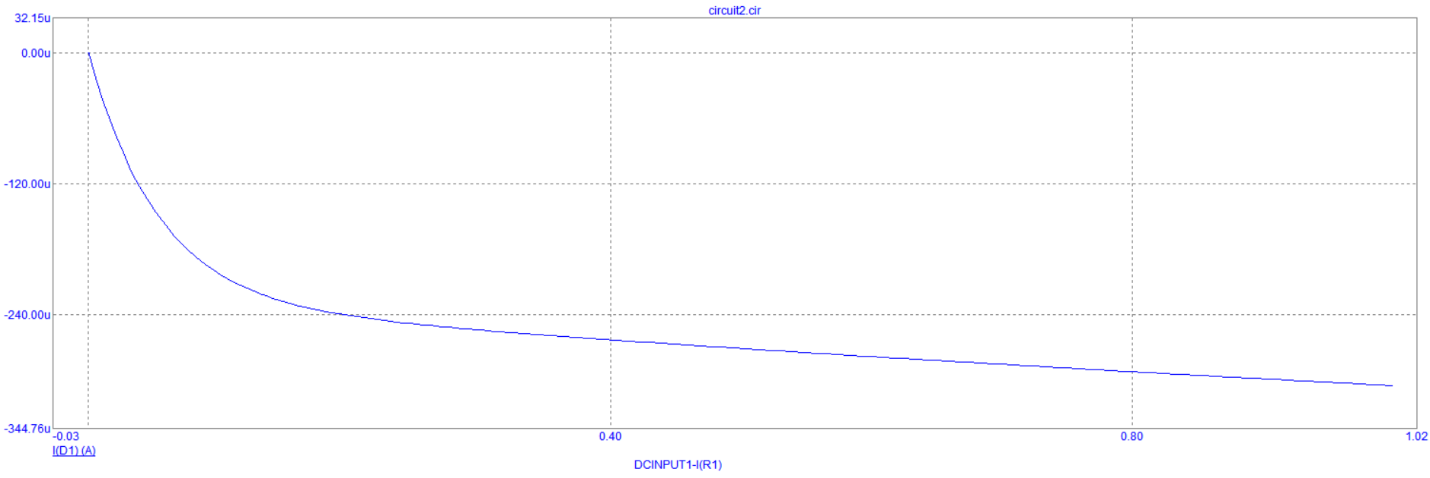 circuit2.cir
32.15u
0.00u
-120.00u
-240.00u
-344.76u
-0.03 0.40 0.80 1.02
I(D1) (A)
DCINPUT1-I(R1)